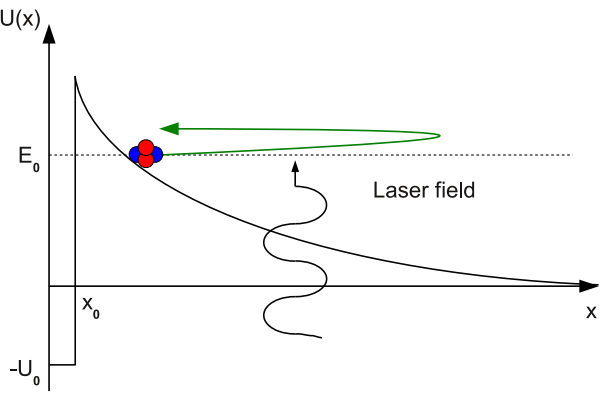 U(x)
E₀
Laser field
x₀
x
-U₀